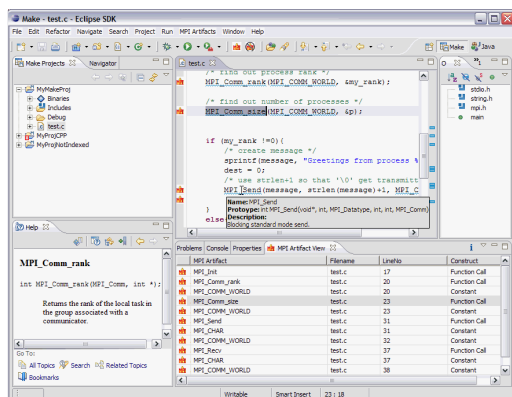 Make - test.c - Eclipse SDK
File Edit Refactor Navigate Search Project Run MPI Artifacts Window Help
Make Java
Make Projects Navigator
MyMakeProj
Binaries
Includes
Debug
test.c
MyProjCPP
MyProjNotIndexed
test.c
/* find out process rank */
MPI_Comm_rank(MPI_COMM_WORLD, &my_rank);
/* find out number of processes */
MPI_Comm_size(MPI_COMM_WORLD, &p);
if (my_rank !=0){
/* create message */
sprintf(message, "Greetings from process %
dest = 0;
/* use strlen+1 so that '\0' get transmitt
MPI_Send(message, strlen(message)+1, MPI_C
}
else
Name: MPI_Send
Protoype: int MPI_Send(void*, int, MPI_Datatype, int, int, MPI_Comm)
Description:
Blocking standard mode send.
O
stdio.h
string.h
mpi.h
main
Help
MPI_Comm_rank
int MPI_Comm_rank(MPI_Comm, int *);
Returns the rank of the local task in
the group associated with a
communicator.
Go To:
All Topics Search Related Topics
Bookmarks
Problems Console Properties MPI Artifact View
MPI Artifact Filename LineNo Construct
MPI_Init test.c 17 Function Call
MPI_Comm_rank test.c 20 Function Call
MPI_COMM_WORLD test.c 20 Constant
MPI_Comm_size test.c 23 Function Call
MPI_COMM_WORLD test.c 23 Constant
MPI_Send test.c 31 Function Call
MPI_CHAR test.c 31 Constant
MPI_COMM_WORLD test.c 32 Constant
MPI_Recv test.c 37 Function Call
MPI_CHAR test.c 37 Constant
MPI_COMM_WORLD test.c 38 Constant
Writable Smart Insert 23 : 18